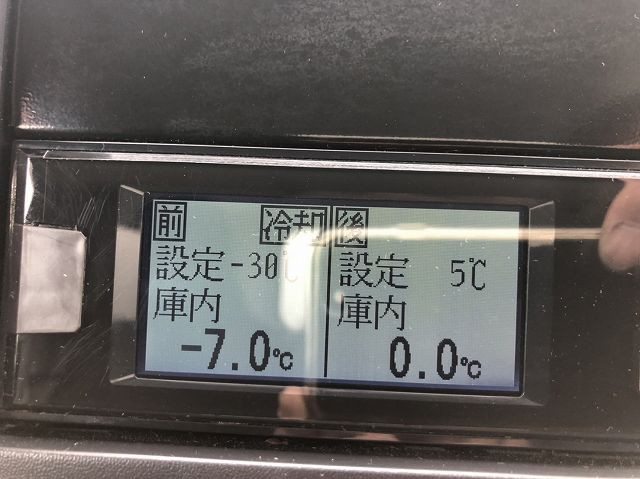 前 冷却
設定-30℃
庫内
-7.0℃
後
設定 5℃
庫内
0.0℃